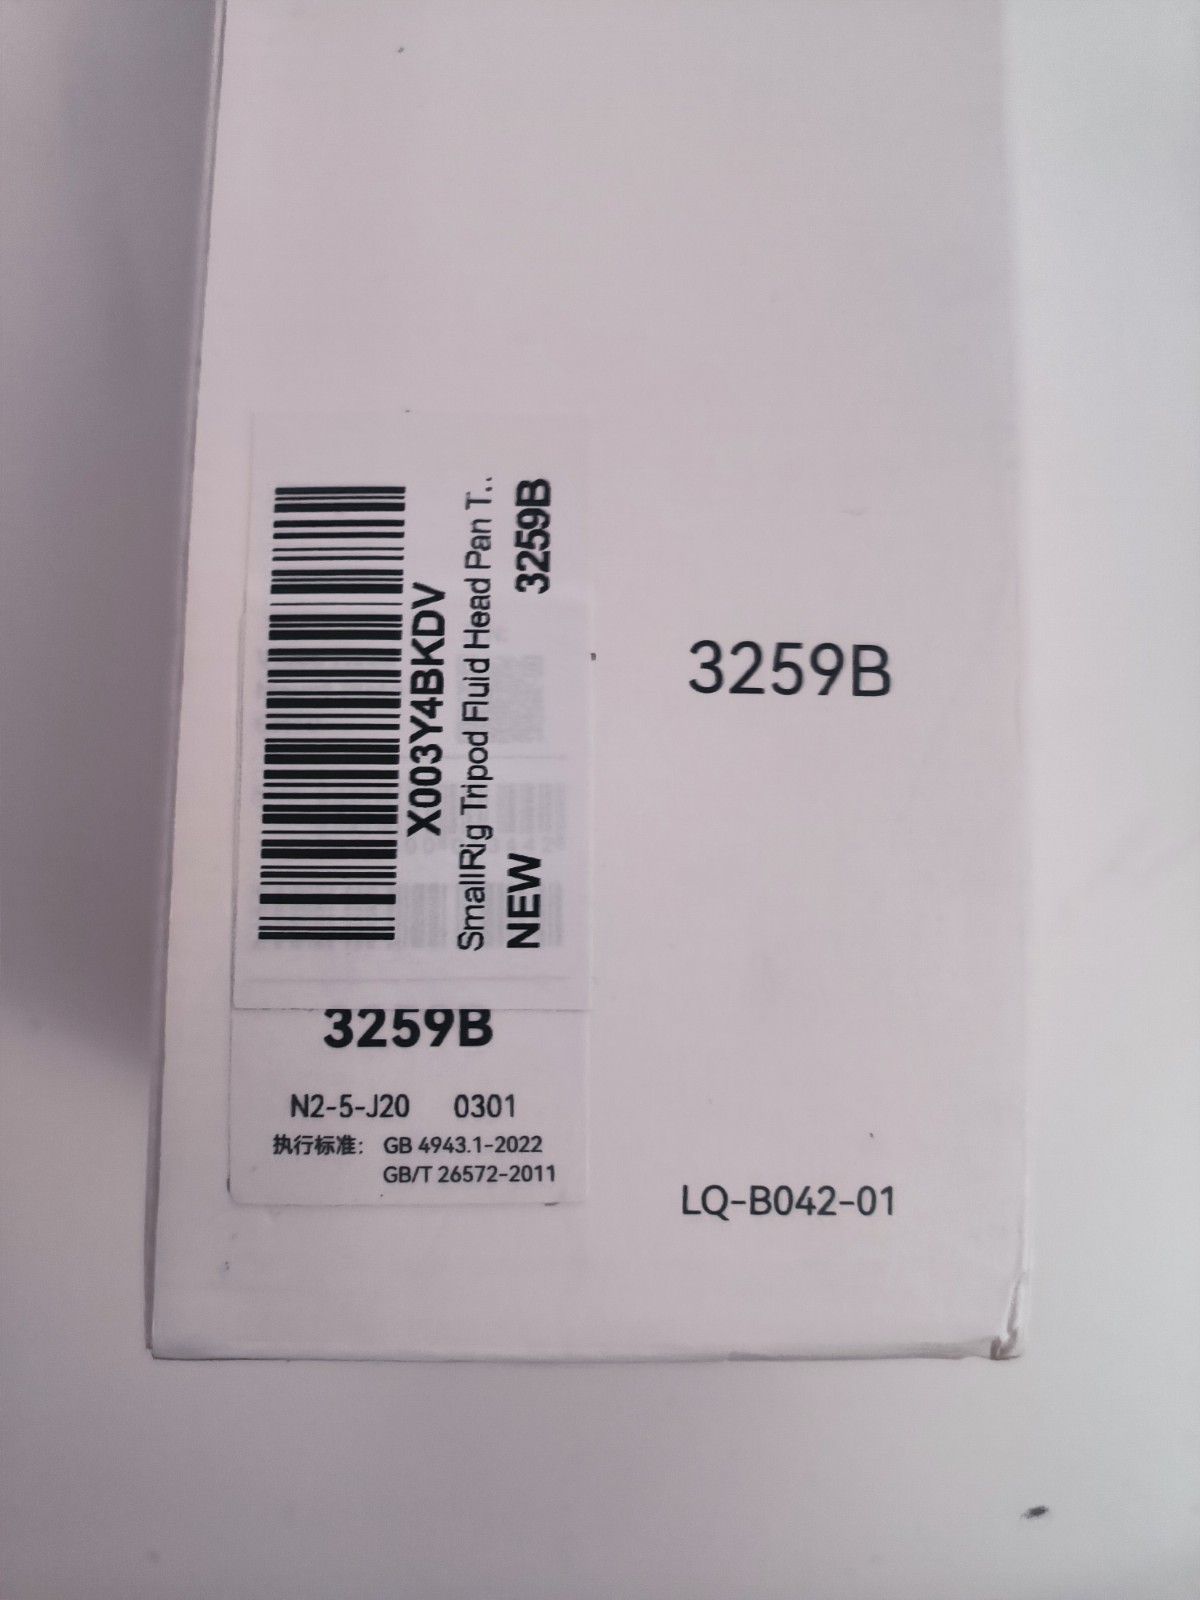 X003Y4BKDV
SmallRig Tripod Fluid Head Pan T..
NEW 3259B
3259B
3259B
N2-5-J20 0301
执行标准: GB 4943.1-2022
GB/T 26572-2011
LQ-B042-01